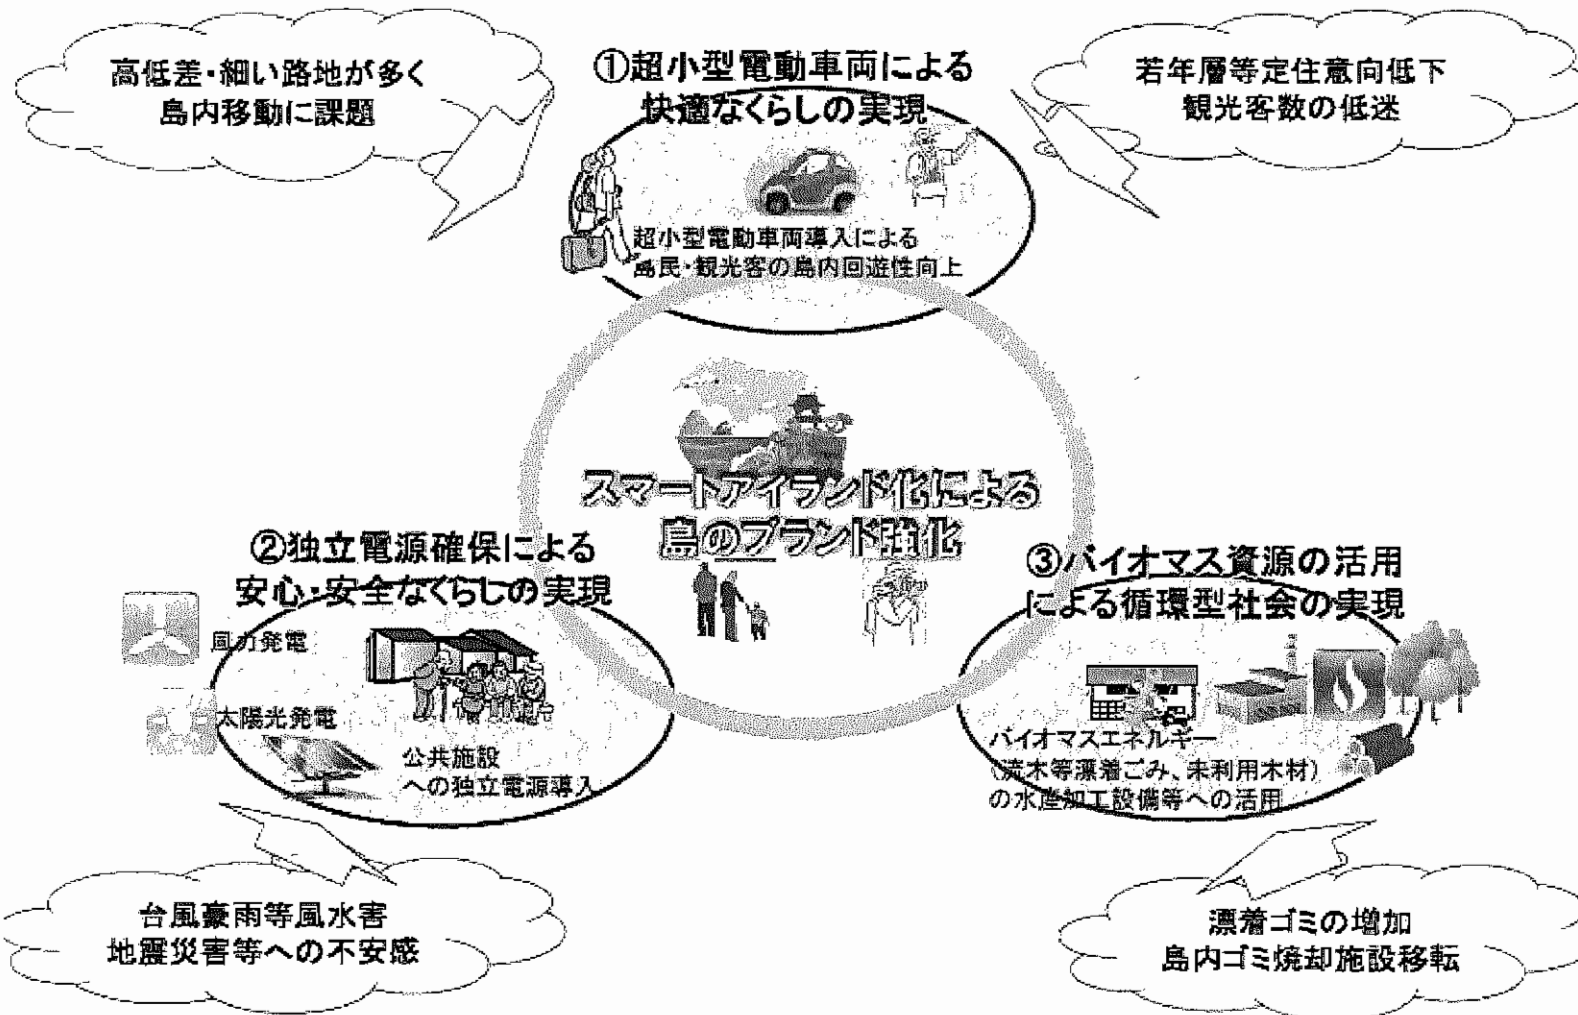 高低差・細い路地が多く
島内移動に課題
①超小型電動車両による
快適なくらしの実現
若年層等定住意向低下
観光客数の低迷
超小型電動車両導入による
島民・観光客の島内回遊性向上
スマートアイランド化による
島のブランド強化
②独立電源確保による
安心・安全なくらしの実現
風力発電
太陽光発電
公共施設
への独立電源導入
③バイオマス資源の活用
による循環型社会の実現
バイオマスエネルギー
(流木等漂着ごみ、未利用木材)
の水産加工設備等への活用
台風豪雨等風水害
地震災害等への不安感
漂着ゴミの増加
島内ゴミ焼却施設移転